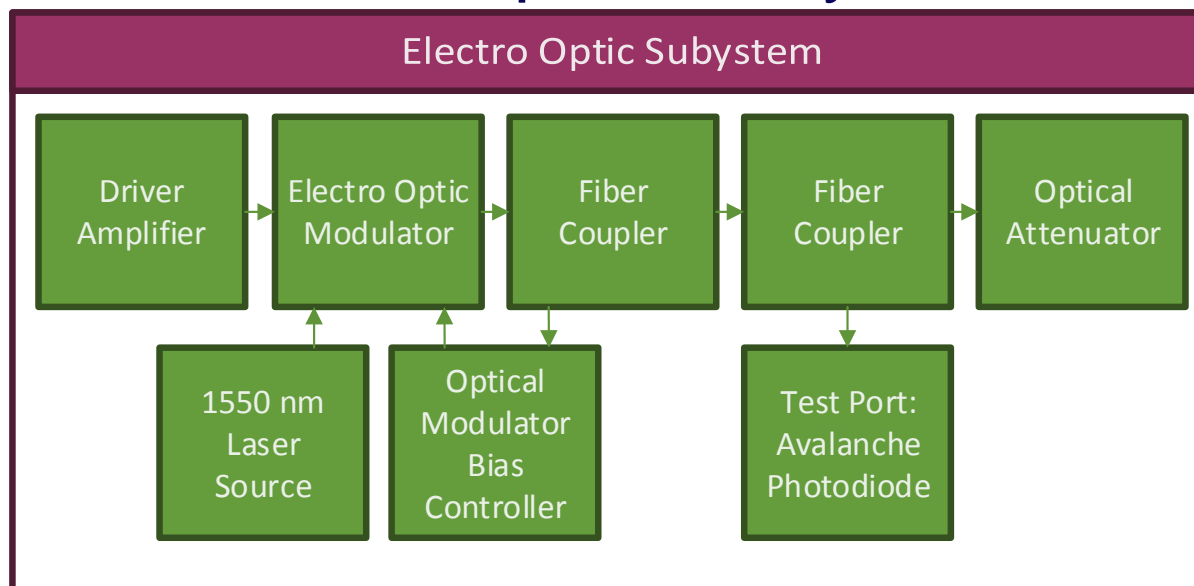 Electro Optic Subystem
Driver
Amplifier
Electro Optic
Modulator
Fiber
Coupler
Fiber
Coupler
Optical
Attenuator
1550 nm
Laser
Source
Optical
Modulator
Bias
Controller
Test Port:
Avalanche
Photodiode